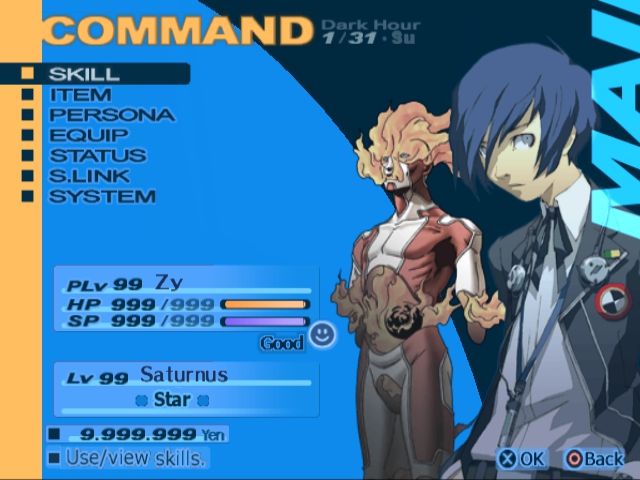 COMMAND
Dark Hour
1/31・Su
SKILL
ITEM
PERSONA
EQUIP
STATUS
S.LINK
SYSTEM
MAI
PLv 99 Zy
HP 999/999
SP 999/999
Good
Lv 99 Saturnus
Star
9.999.999 Yen
Use/view skills.
OK
Back